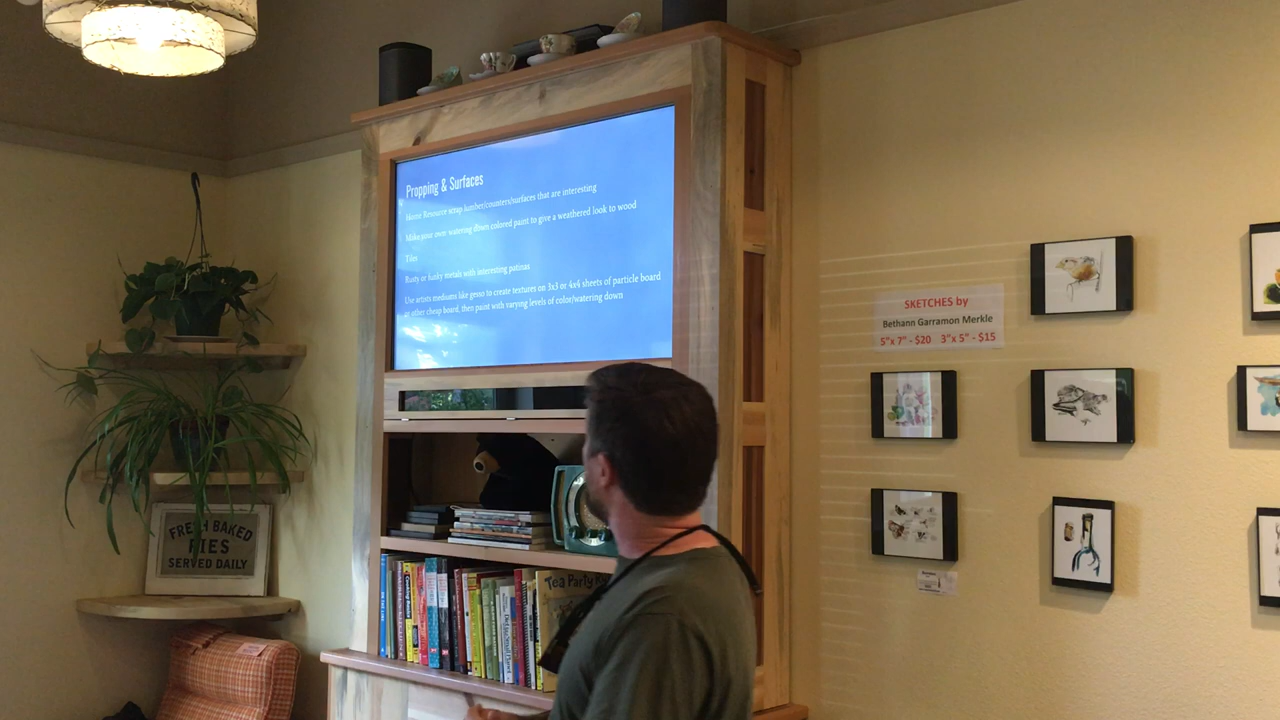 Propping & Surfaces
Home Resource scrap lumber/counters/surfaces that are interesting
Make your own watering down colored paint to give a weathered look to wood
Tiles
Rusty or funky metals with interesting patinas
Use artists mediums like gesso to create textures on 3x3 or 4x4 sheets of particle board
or other cheap board, then paint with varying levels of color/watering down
SKETCHES by
Bethann Garramon Merkle
5"x 7" - $20 3"x 5" - $15
FRESH BAKED
PIES
SERVED DAILY
Tea Party